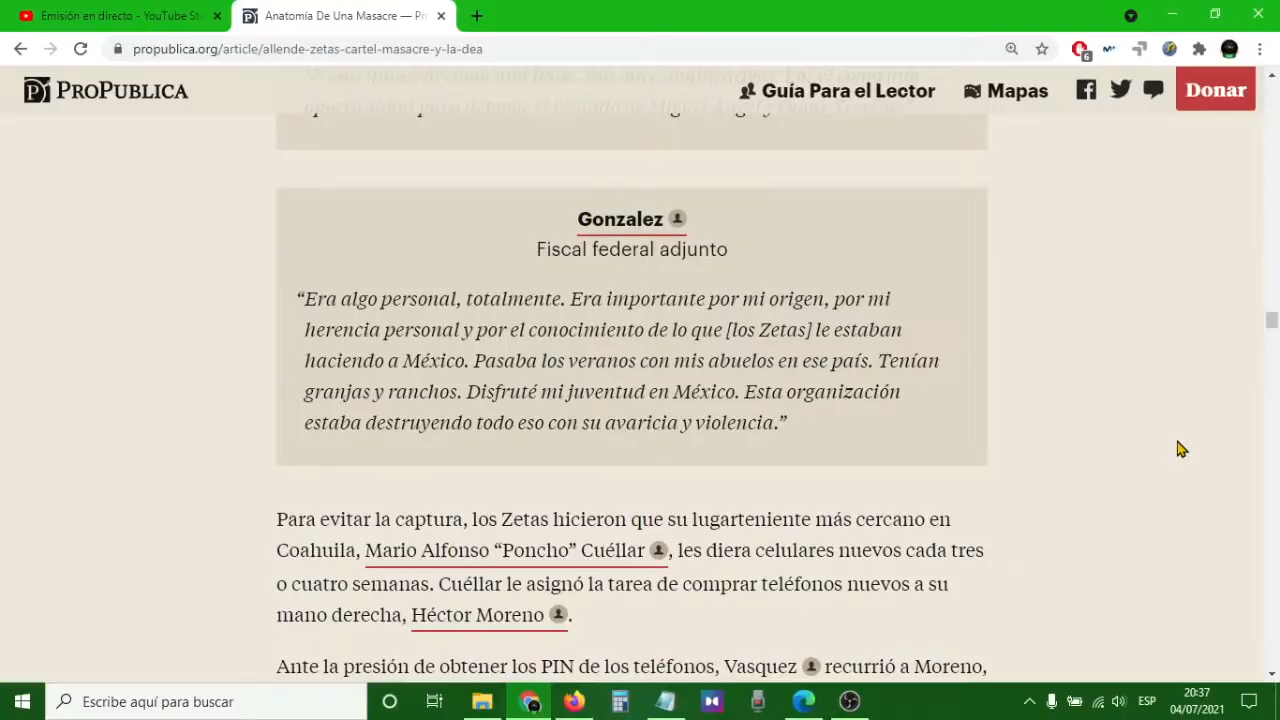 Emisión en directo - YouTube St
Anatomía De Una Masacre — Pr
propublica.org/article/allende-zetas-cartel-masacre-y-la-dea
6
PROPUBLICA
Guía Para el Lector
Mapas
Donar
Gonzalez
Fiscal federal adjunto
“Era algo personal, totalmente. Era importante por mi origen, por mi
herencia personal y por el conocimiento de lo que [los Zetas] le estaban
haciendo a México. Pasaba los veranos con mis abuelos en ese país. Tenían
granjas y ranchos. Disfruté mi juventud en México. Esta organización
estaba destruyendo todo eso con su avaricia y violencia.”
Para evitar la captura, los Zetas hicieron que su lugarteniente más cercano en
Coahuila, Mario Alfonso “Poncho” Cuéllar, les diera celulares nuevos cada tres
o cuatro semanas. Cuéllar le asignó la tarea de comprar teléfonos nuevos a su
mano derecha, Héctor Moreno.
Ante la presión de obtener los PIN de los teléfonos, Vasquez recurrió a Moreno,
Escribe aquí para buscar
ESP
20:37
04/07/2021